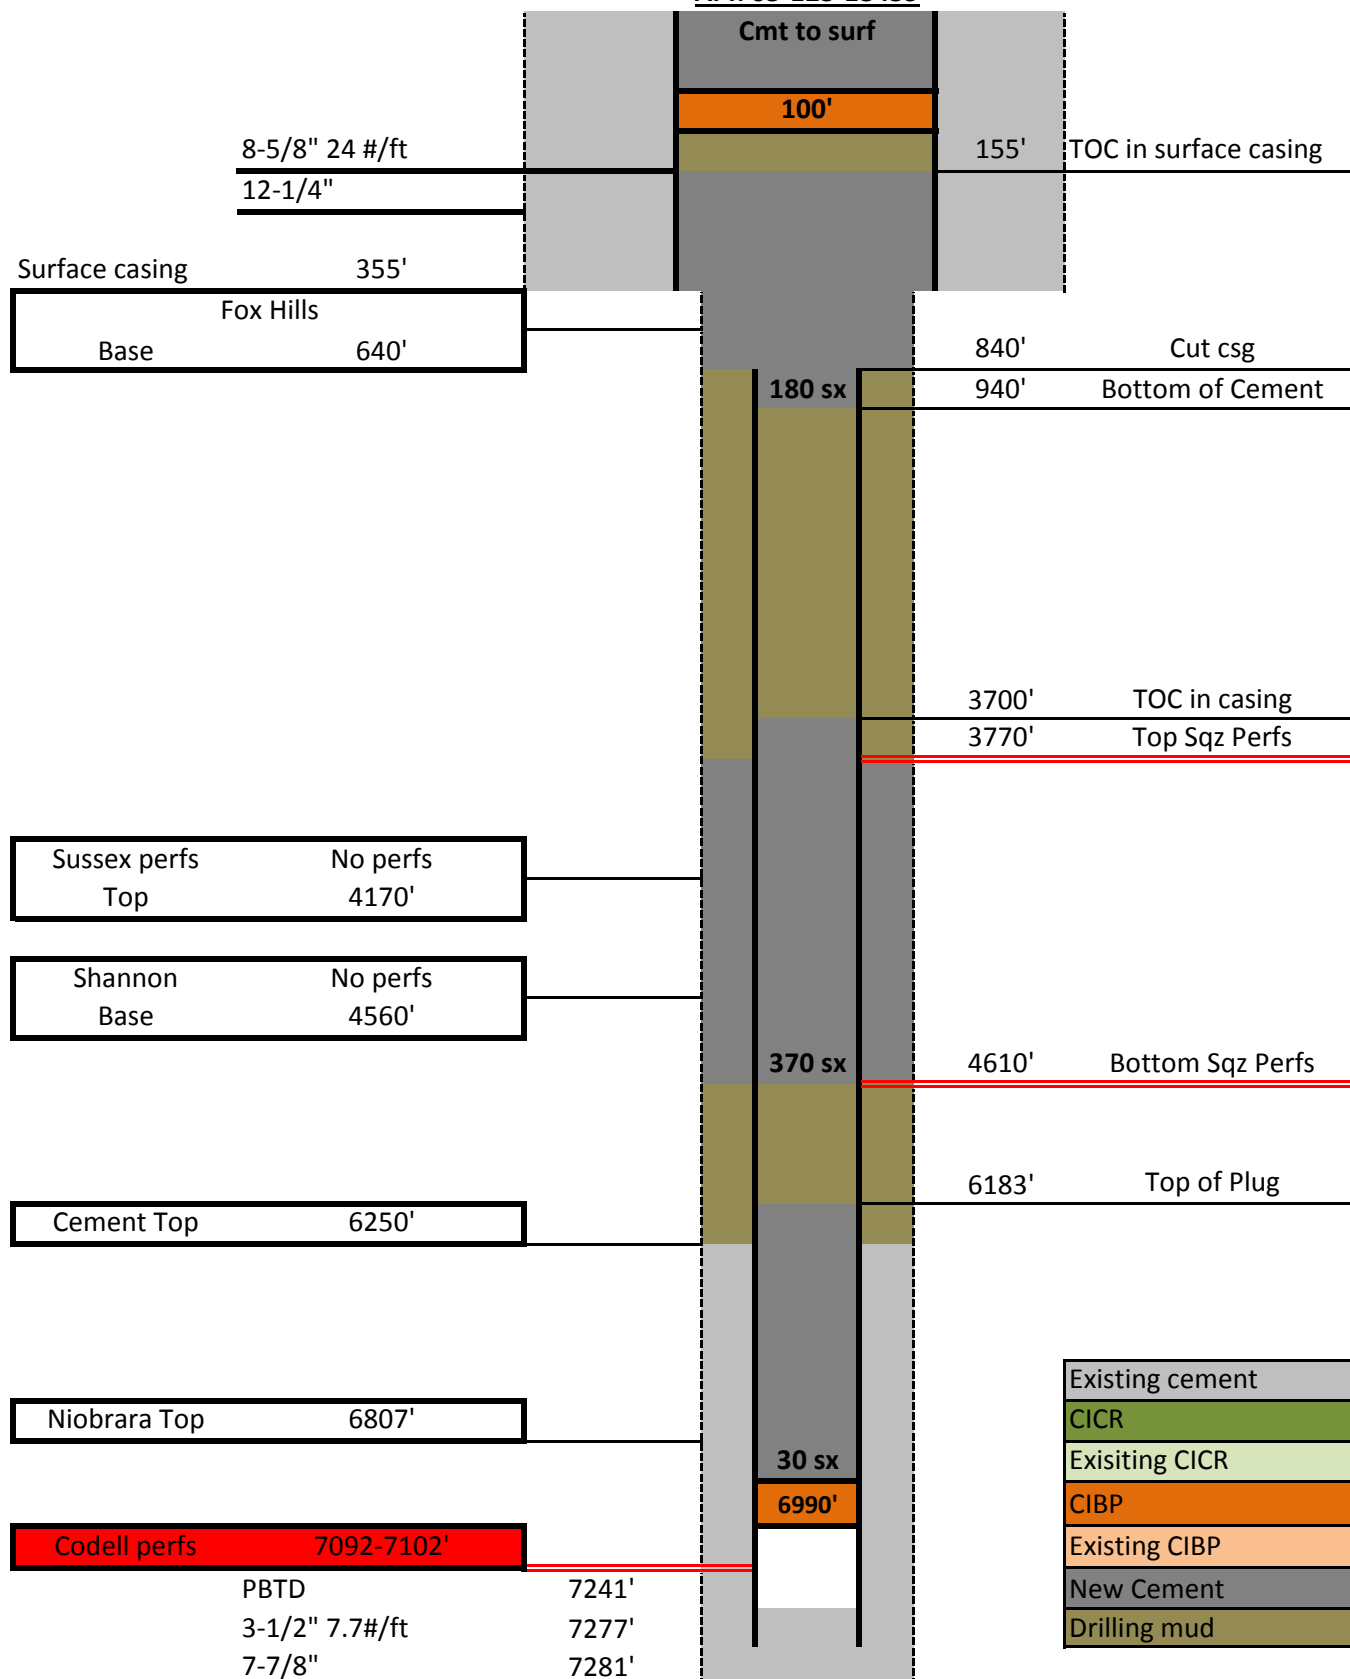 Cmt to surf
100'
8-5/8" 24 #/ft
155' TOC in surface casing
12-1/4"
Surface casing 355'
Fox Hills
Base 640'
840' Cut csg
180 sx
940' Bottom of Cement
3700' TOC in casing
3770' Top Sqz Perfs
Sussex perfs No perfs
Top 4170'
Shannon No perfs
Base 4560'
370 sx
4610' Bottom Sqz Perfs
6183' Top of Plug
Cement Top 6250'
Existing cement
CICR
Niobrara Top 6807'
Exisiting CICR
30 sx
CIBP
6990'
Existing CIBP
Codell perfs 7092-7102'
New Cement
PBTD 7241'
Drilling mud
3-1/2" 7.7#/ft 7277'
7-7/8" 7281'